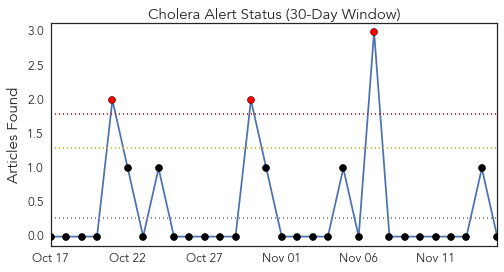 Cholera Alert Status (30-Day Window)
Articles Found
3.0
2.5
2.0
1.5
1.0
0.5
0.0
Oct 17
Oct 22
Oct 27
Nov 01
Nov 06
Nov 11